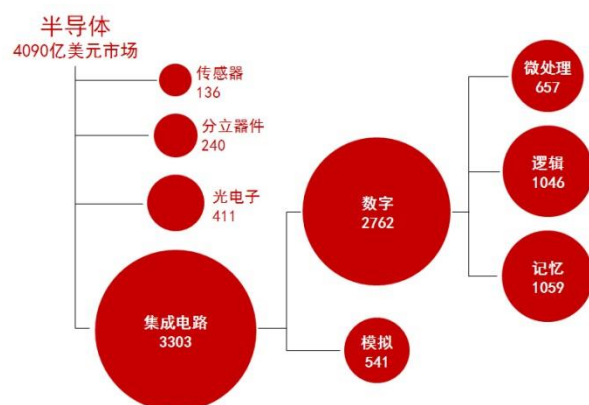 半导体
4090亿美元市场
传感器
136
分立器件
240
光电子
411
集成电路
3303
数字
2762
模拟
541
微处理
657
逻辑
1046
记忆
1059